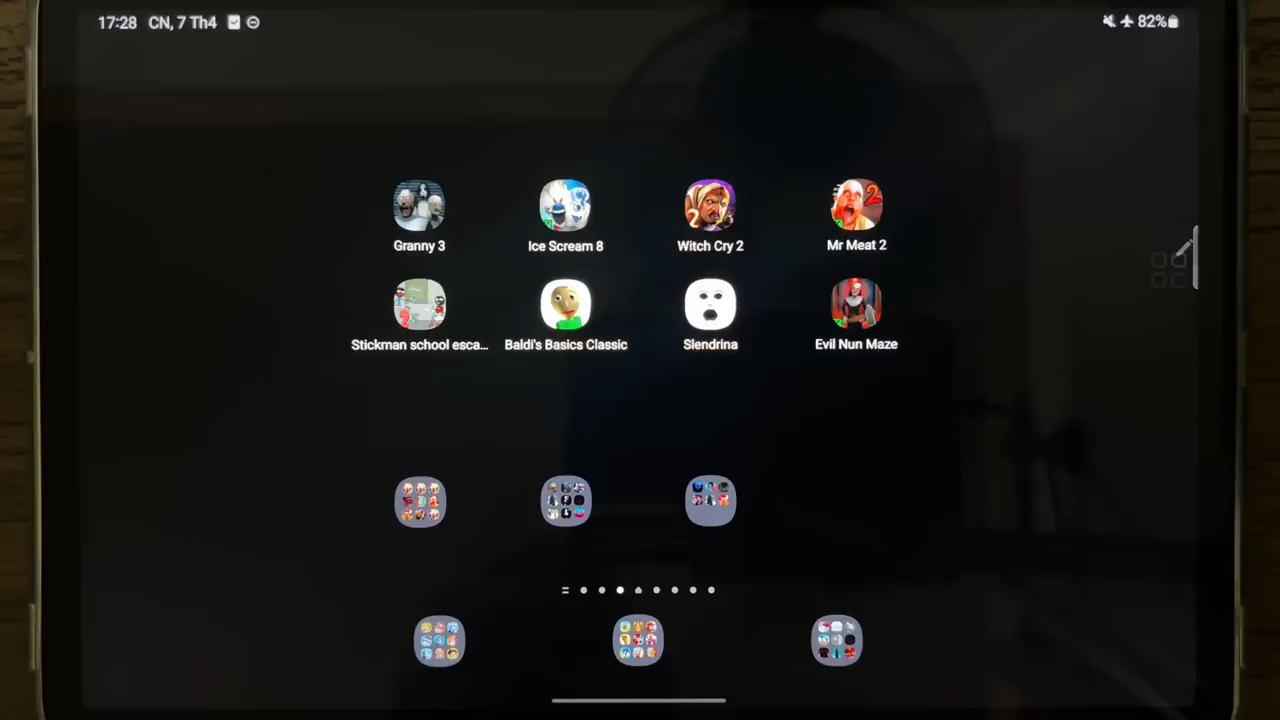 17:28 CN, 7 Th4
82%
Granny 3
Ice Scream 8
Witch Cry 2
Mr Meat 2
Stickman school esca...
Baldi's Basics Classic
Slendrina
Evil Nun Maze